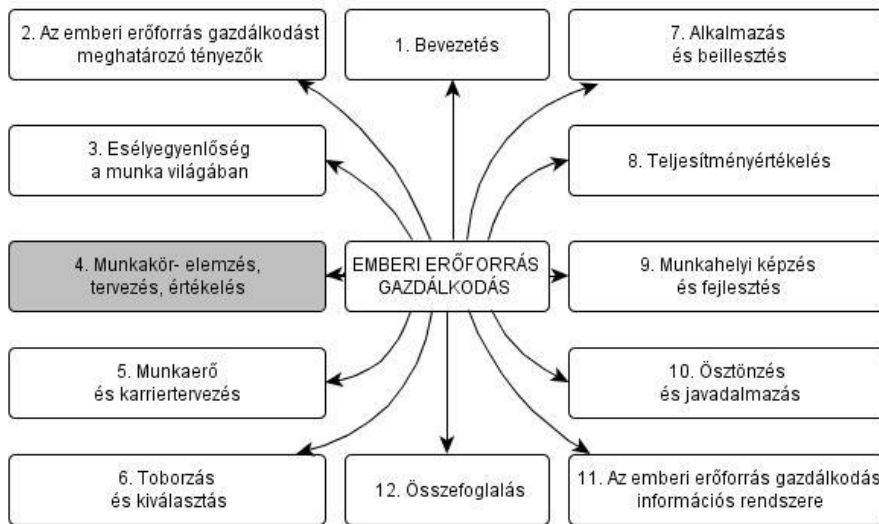 2. Az emberi erőforrás gazdálkodást
meghatározó tényezők
1. Bevezetés
7. Alkalmazás
és beillesztés
3. Esélyegyenlőség
a munka világában
8. Teljesítményértékelés
4. Munkakör- elemzés,
tervezés, értékelés
EMBERI ERŐFORRÁS
GAZDÁLKODÁS
9. Munkahelyi képzés
és fejlesztés
5. Munkaerő
és karriertervezés
10. Ösztönzés
és javadalmazás
6. Toborzás
és kiválasztás
12. Összefoglalás
11. Az emberi erőforrás gazdálkodás
információs rendszere